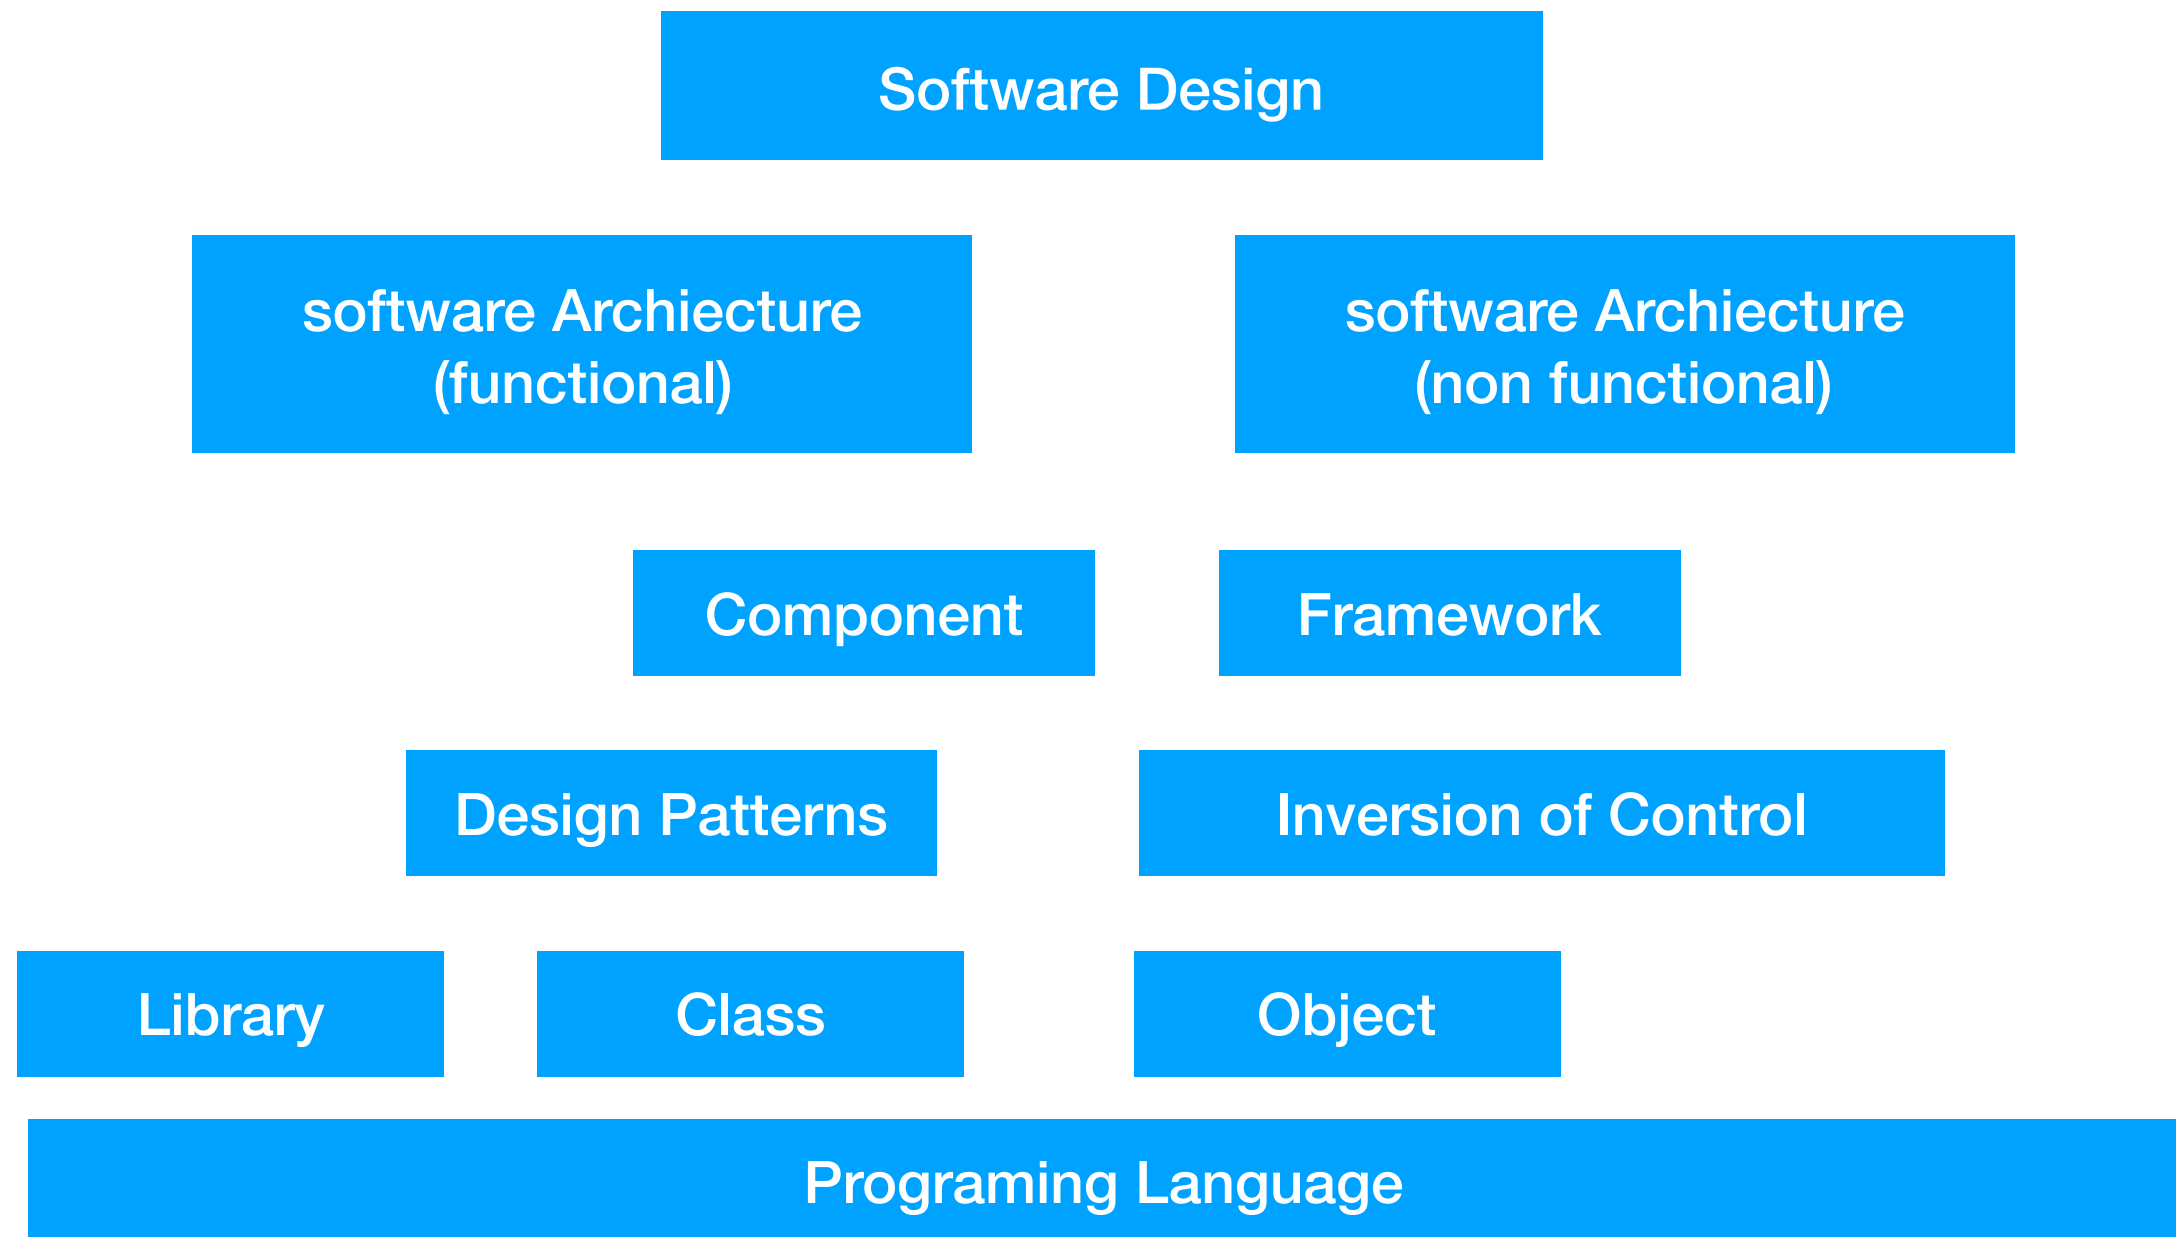 Software Design
software Archiecture
(functional)
software Archiecture
(non functional)
Component
Framework
Design Patterns
Inversion of Control
Library
Class
Object
Programing Language